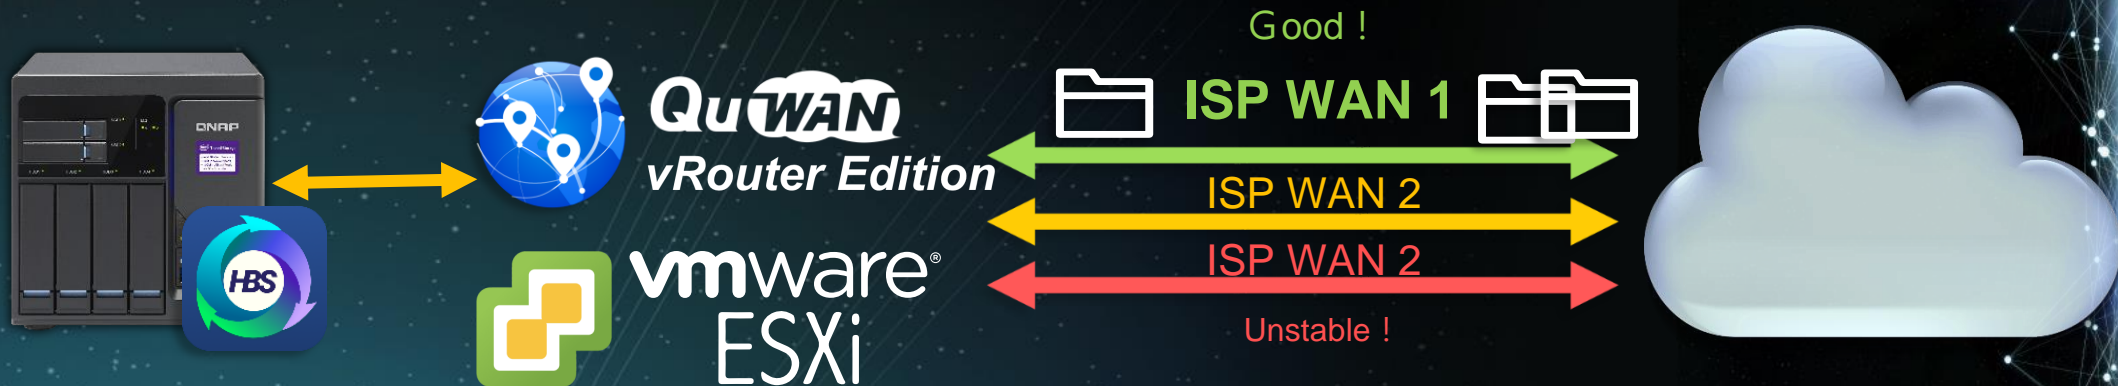 Good !
ISP WAN 1
QNAP
QuWAN
vRouter Edition
ISP WAN 2
HBS
vmware®
ISP WAN 2
ESXi
Unstable !